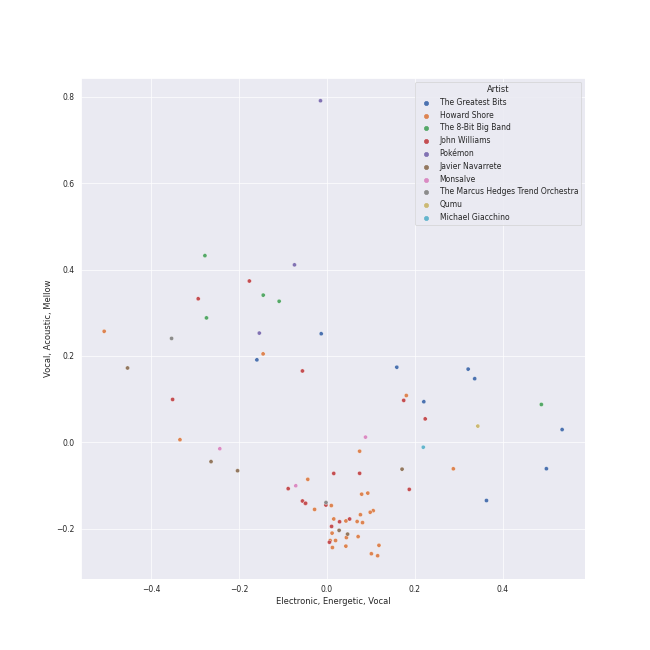 Artist
The Greatest Bits
Howard Shore
The 8-Bit Big Band
John Williams
Pokémon
Javier Navarrete
Monsalve
The Marcus Hedges Trend Orchestra
Qumu
Michael Giacchino
0.8
0.6
0.4
0.2
0.0
−0.2
Vocal, Acoustic, Mellow
−0.4
−0.2
0.0
0.2
0.4
Electronic, Energetic, Vocal